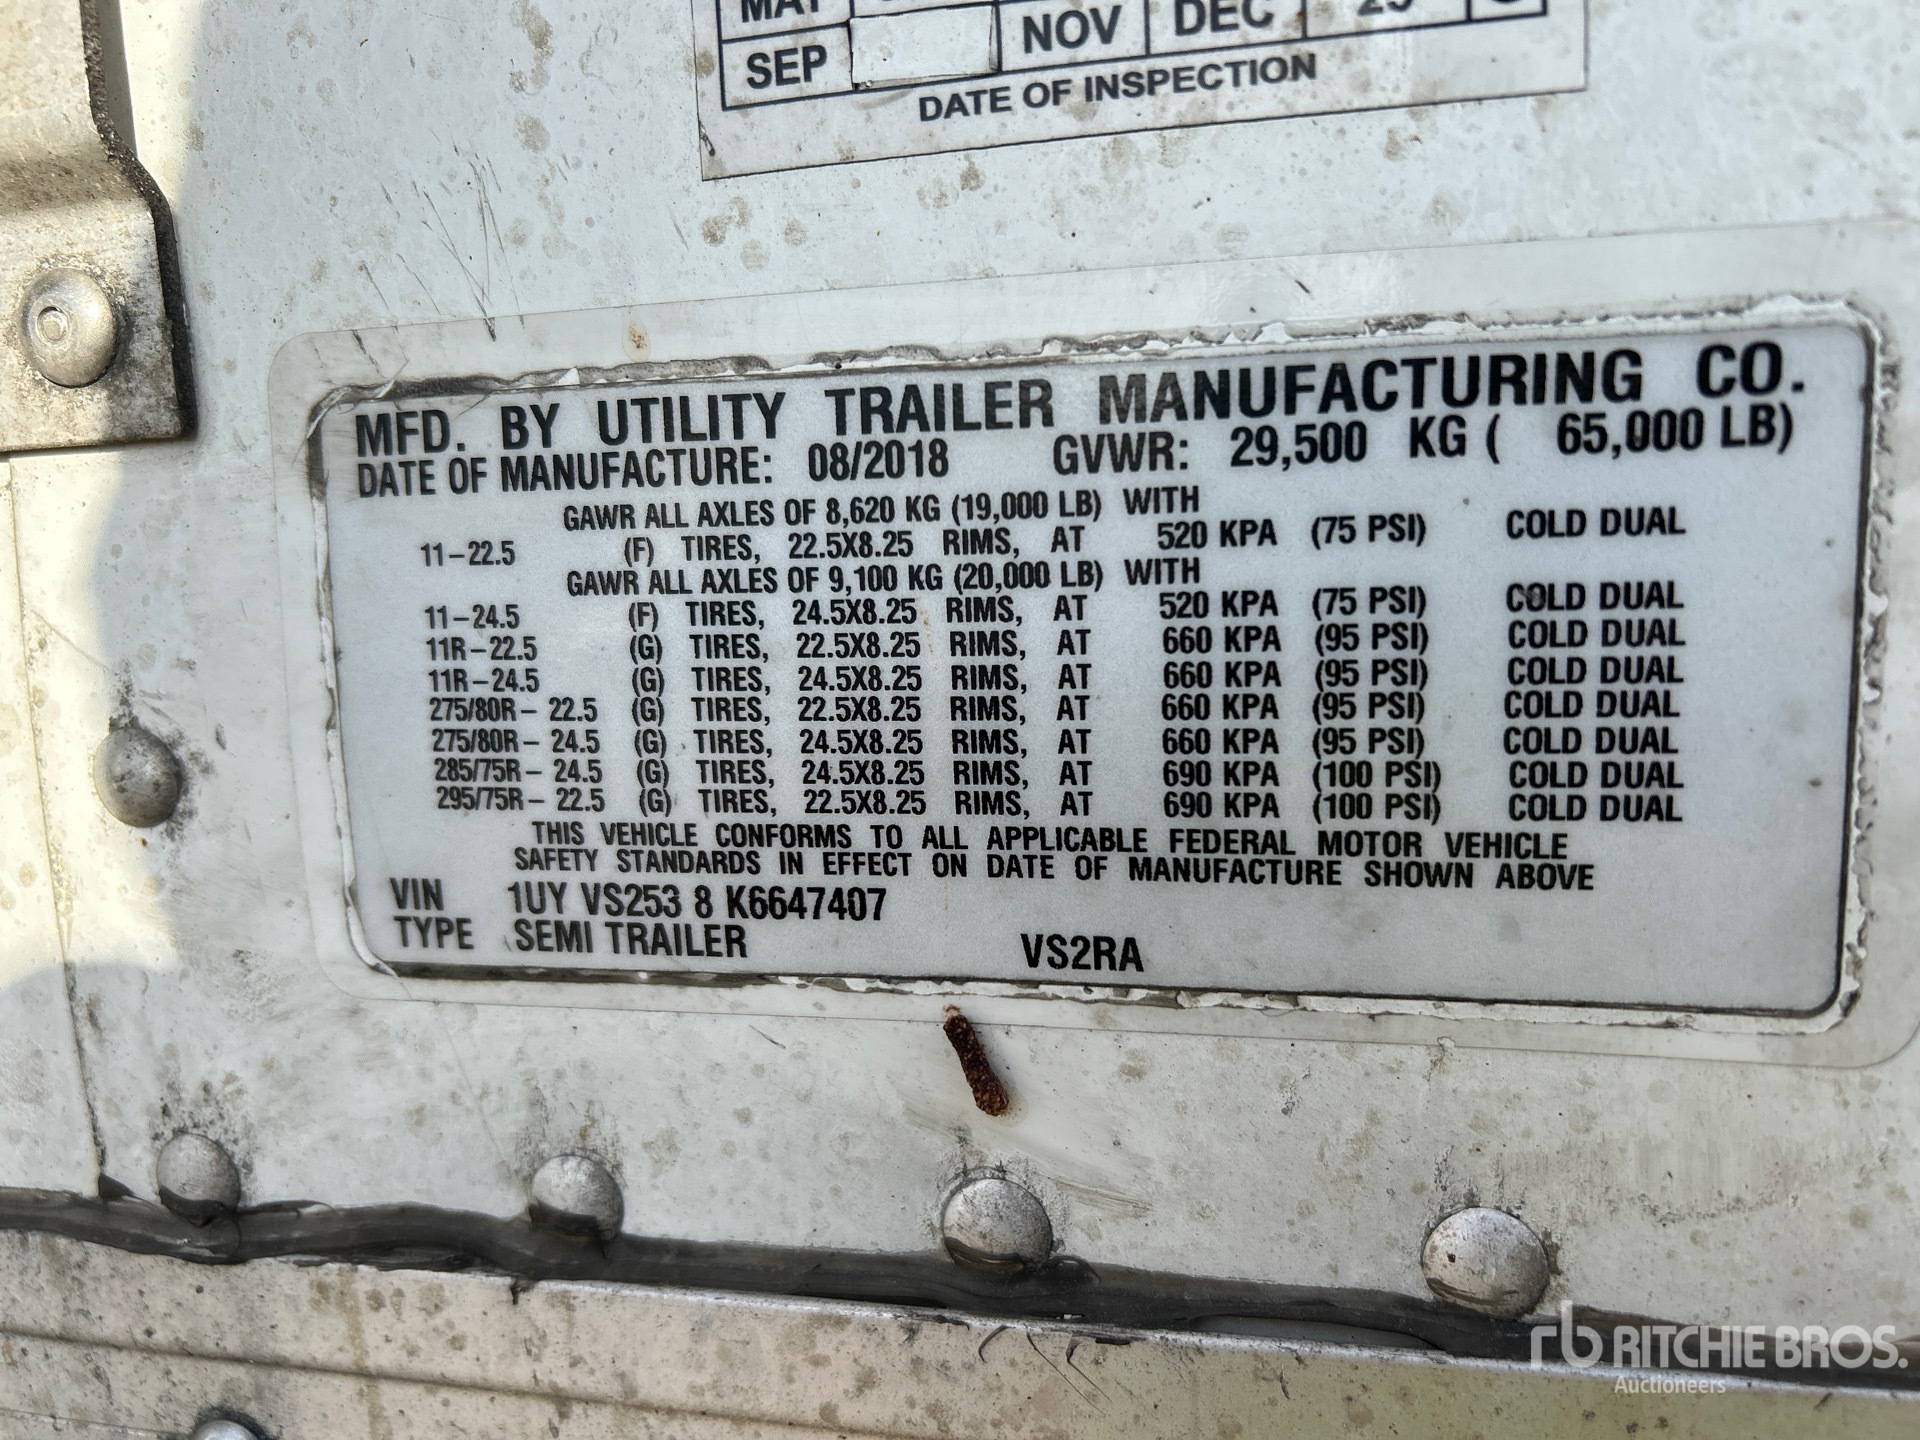 MAY
SEP NOV DEC
DATE OF INSPECTION
MFD. BY UTILITY TRAILER MANUFACTURING CO.
DATE OF MANUFACTURE: 08/2018 GVWR: 29,500 KG ( 65,000 LB)
GAWR ALL AXLES OF 8,620 KG (19,000 LB) WITH
11-22.5 (F) TIRES, 22.5X8.25 RIMS, AT 520 KPA (75 PSI) COLD DUAL
GAWR ALL AXLES OF 9,100 KG (20,000 LB) WITH
11-24.5 (F) TIRES, 24.5X8.25 RIMS, AT 520 KPA (75 PSI) COLD DUAL
11R-22.5 (G) TIRES, 22.5X8.25 RIMS, AT 660 KPA (95 PSI) COLD DUAL
11R-24.5 (G) TIRES, 24.5X8.25 RIMS, AT 660 KPA (95 PSI) COLD DUAL
275/80R- 22.5 (G) TIRES, 22.5X8.25 RIMS, AT 660 KPA (95 PSI) COLD DUAL
275/80R- 24.5 (G) TIRES, 24.5X8.25 RIMS, AT 660 KPA (95 PSI) COLD DUAL
285/75R- 24.5 (G) TIRES, 24.5X8.25 RIMS, AT 690 KPA (100 PSI) COLD DUAL
295/75R- 22.5 (G) TIRES, 22.5X8.25 RIMS, AT 690 KPA (100 PSI) COLD DUAL
THIS VEHICLE CONFORMS TO ALL APPLICABLE FEDERAL MOTOR VEHICLE
SAFETY STANDARDS IN EFFECT ON DATE OF MANUFACTURE SHOWN ABOVE
VIN 1UY VS253 8 K6647407
TYPE SEMI TRAILER VS2RA
rb RITCHIE BROS.
Auctioneers